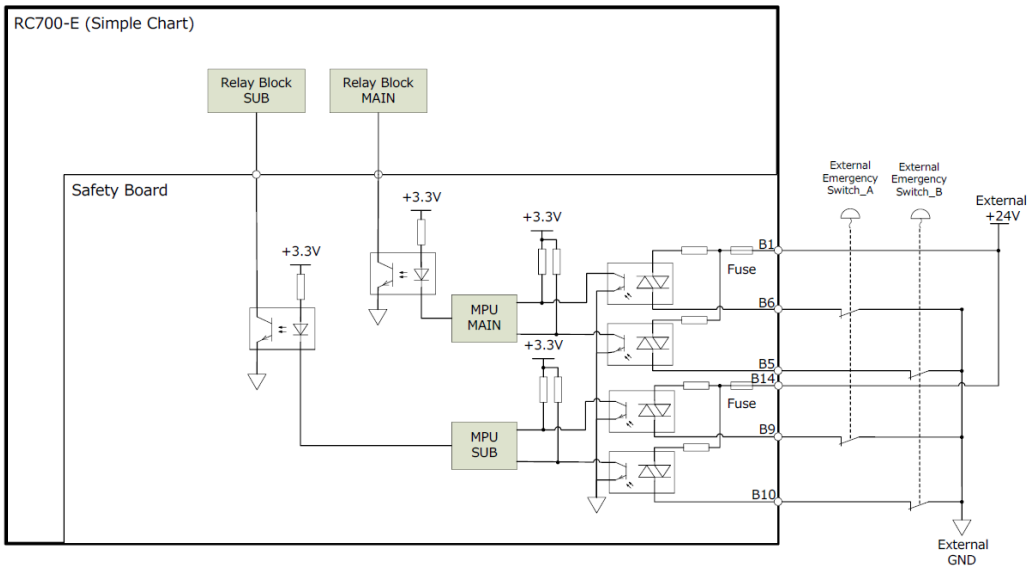 RC700-E (Simple Chart)
Relay Block
SUB
Relay Block
MAIN
Safety Board
+3.3V
+3.3V
+3.3V
MPU
MAIN
+3.3V
MPU
SUB
Fuse
Fuse
B1
B6
B5
B14
B9
B10
External
Emergency
Switch_A
External
Emergency
Switch_B
External
+24V
External
GND